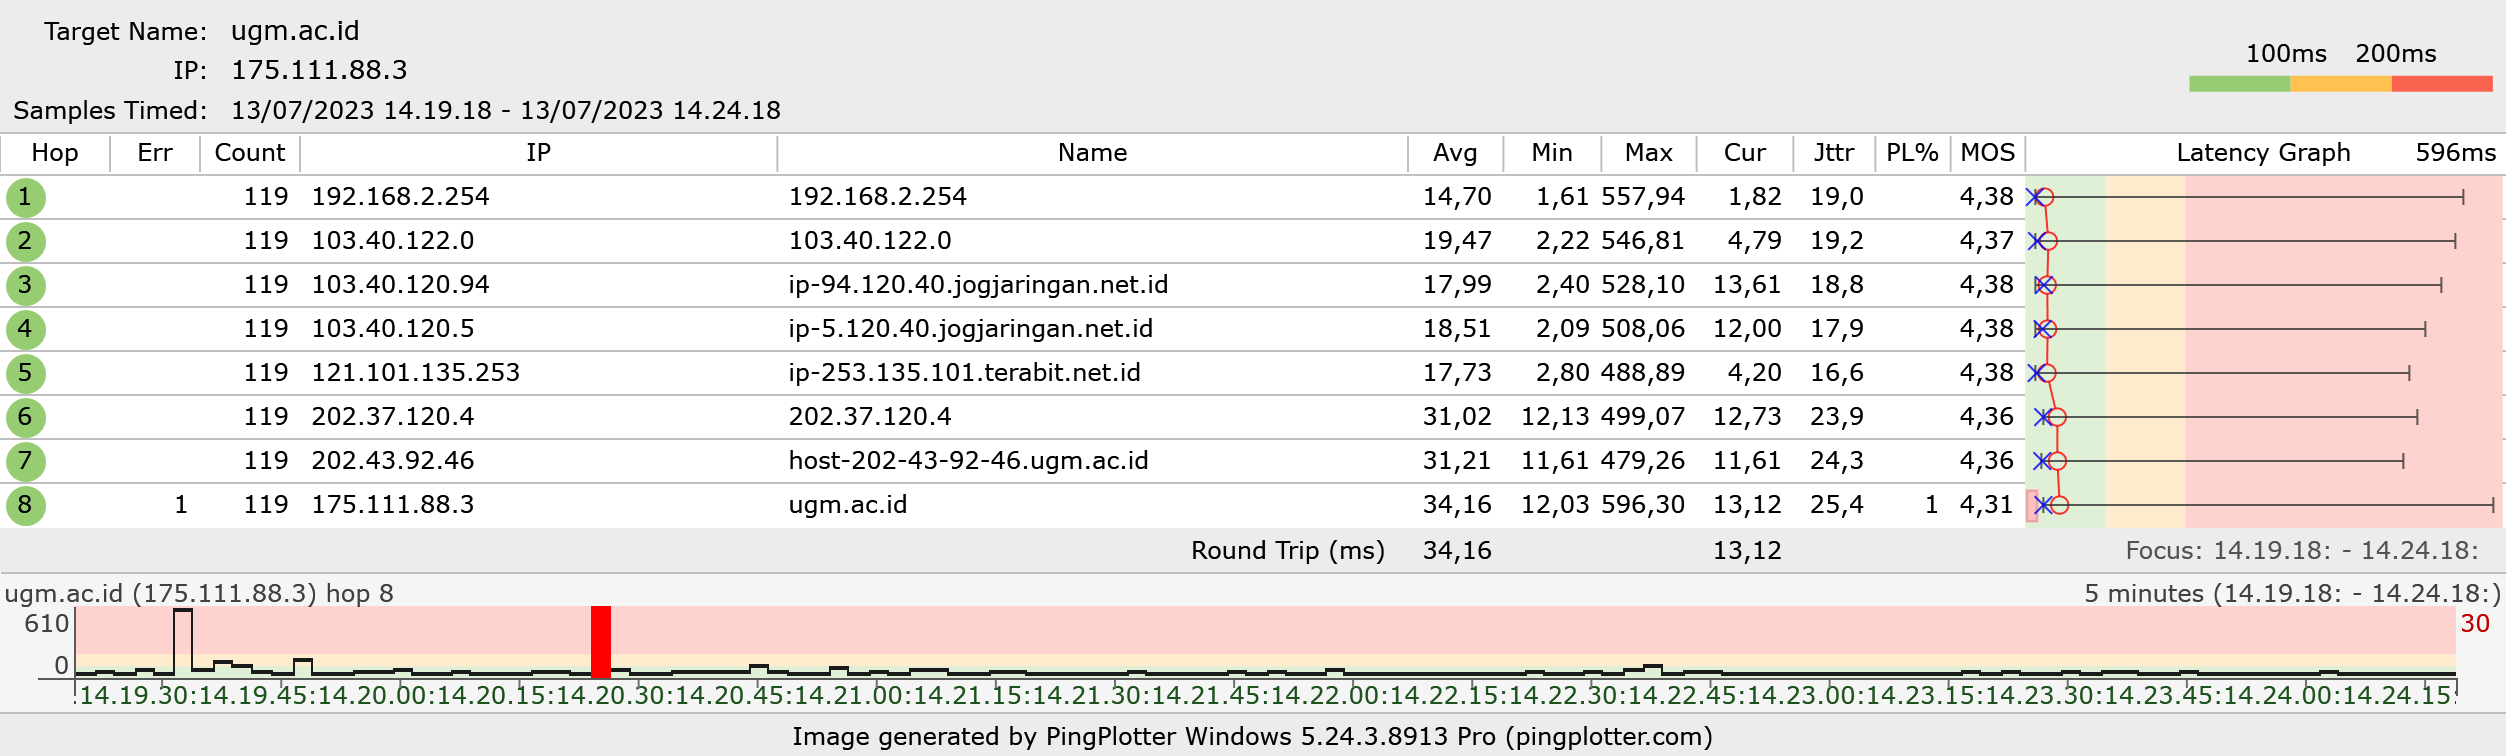 Target Name: ugm.ac.id
IP: 175.111.88.3
Samples Timed: 13/07/2023 14.19.18 - 13/07/2023 14.24.18
100ms 200ms
Hop Err Count IP Name Avg Min Max Cur Jttr PL% MOS Latency Graph 596ms
1 119 192.168.2.254 192.168.2.254 14,70 1,61 557,94 1,82 19,0 4,38
2 119 103.40.122.0 103.40.122.0 19,47 2,22 546,81 4,79 19,2 4,37
3 119 103.40.120.94 ip-94.120.40.jogjaringan.net.id 17,99 2,40 528,10 13,61 18,8 4,38
4 119 103.40.120.5 ip-5.120.40.jogjaringan.net.id 18,51 2,09 508,06 12,00 17,9 4,38
5 119 121.101.135.253 ip-253.135.101.terabit.net.id 17,73 2,80 488,89 4,20 16,6 4,38
6 119 202.37.120.4 202.37.120.4 31,02 12,13 499,07 12,73 23,9 4,36
7 119 202.43.92.46 host-202-43-92-46.ugm.ac.id 31,21 11,61 479,26 11,61 24,3 4,36
8 1 119 175.111.88.3 ugm.ac.id 34,16 12,03 596,30 13,12 25,4 1 4,31
Round Trip (ms) 34,16 13,12 Focus: 14.19.18: - 14.24.18:
ugm.ac.id (175.111.88.3) hop 8 5 minutes (14.19.18: - 14.24.18:)
610 30
0
14.19.30:14.19.45:14.20.00:14.20.15:14.20.30:14.20.45:14.21.00:14.21.15:14.21.30:14.21.45:14.22.00:14.22.15:14.22.30:14.22.45:14.23.00:14.23.15:14.23.30:14.23.45:14.24.00:14.24.15:
Image generated by PingPlotter Windows 5.24.3.8913 Pro (pingplotter.com)